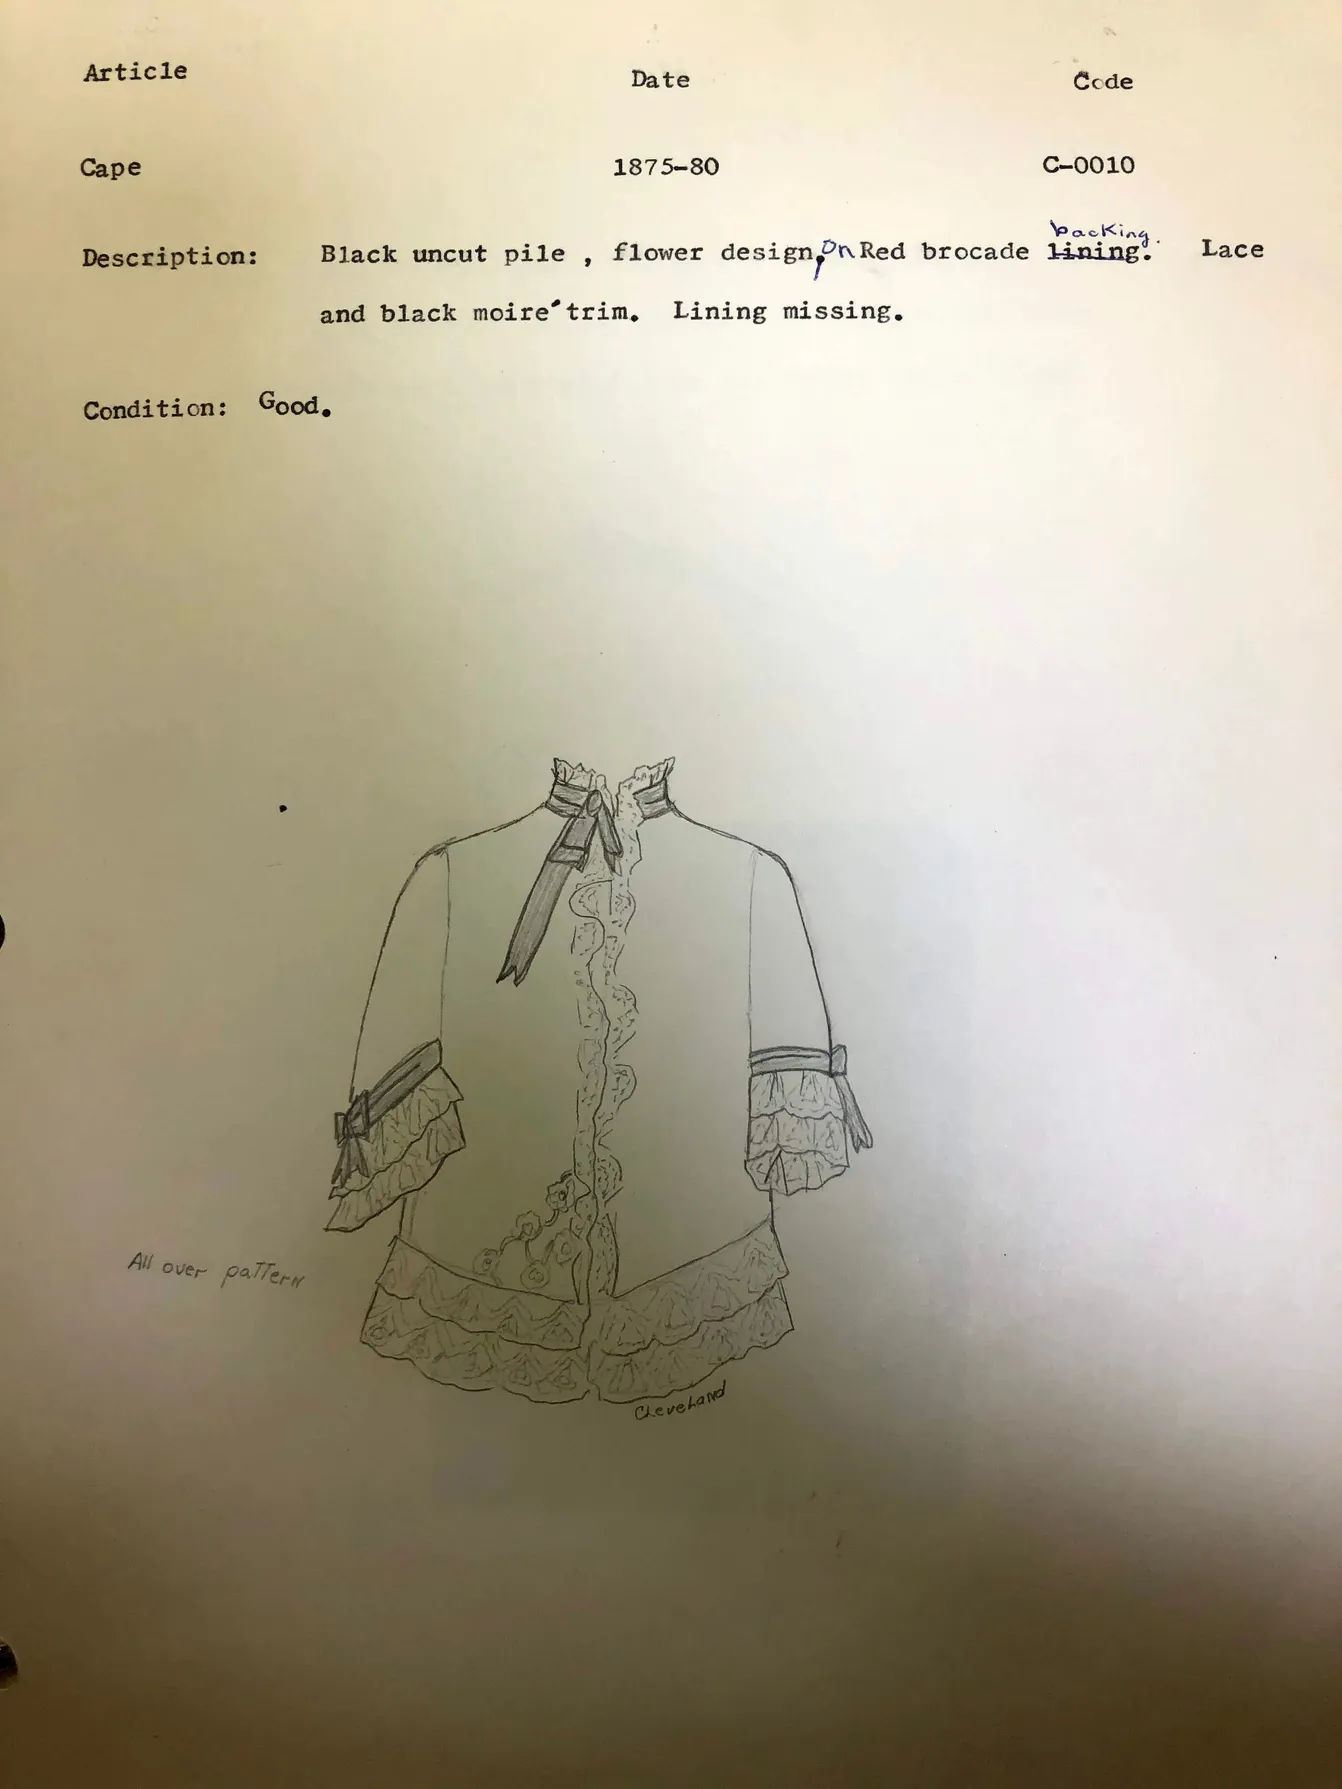 Article Date Code
Cape 1875-80 C-0010
backing.
Description: Black uncut pile , flower design, on Red brocade lining. Lace
and black moire' trim. Lining missing.
Condition: Good.
All over pattern
Cleveland